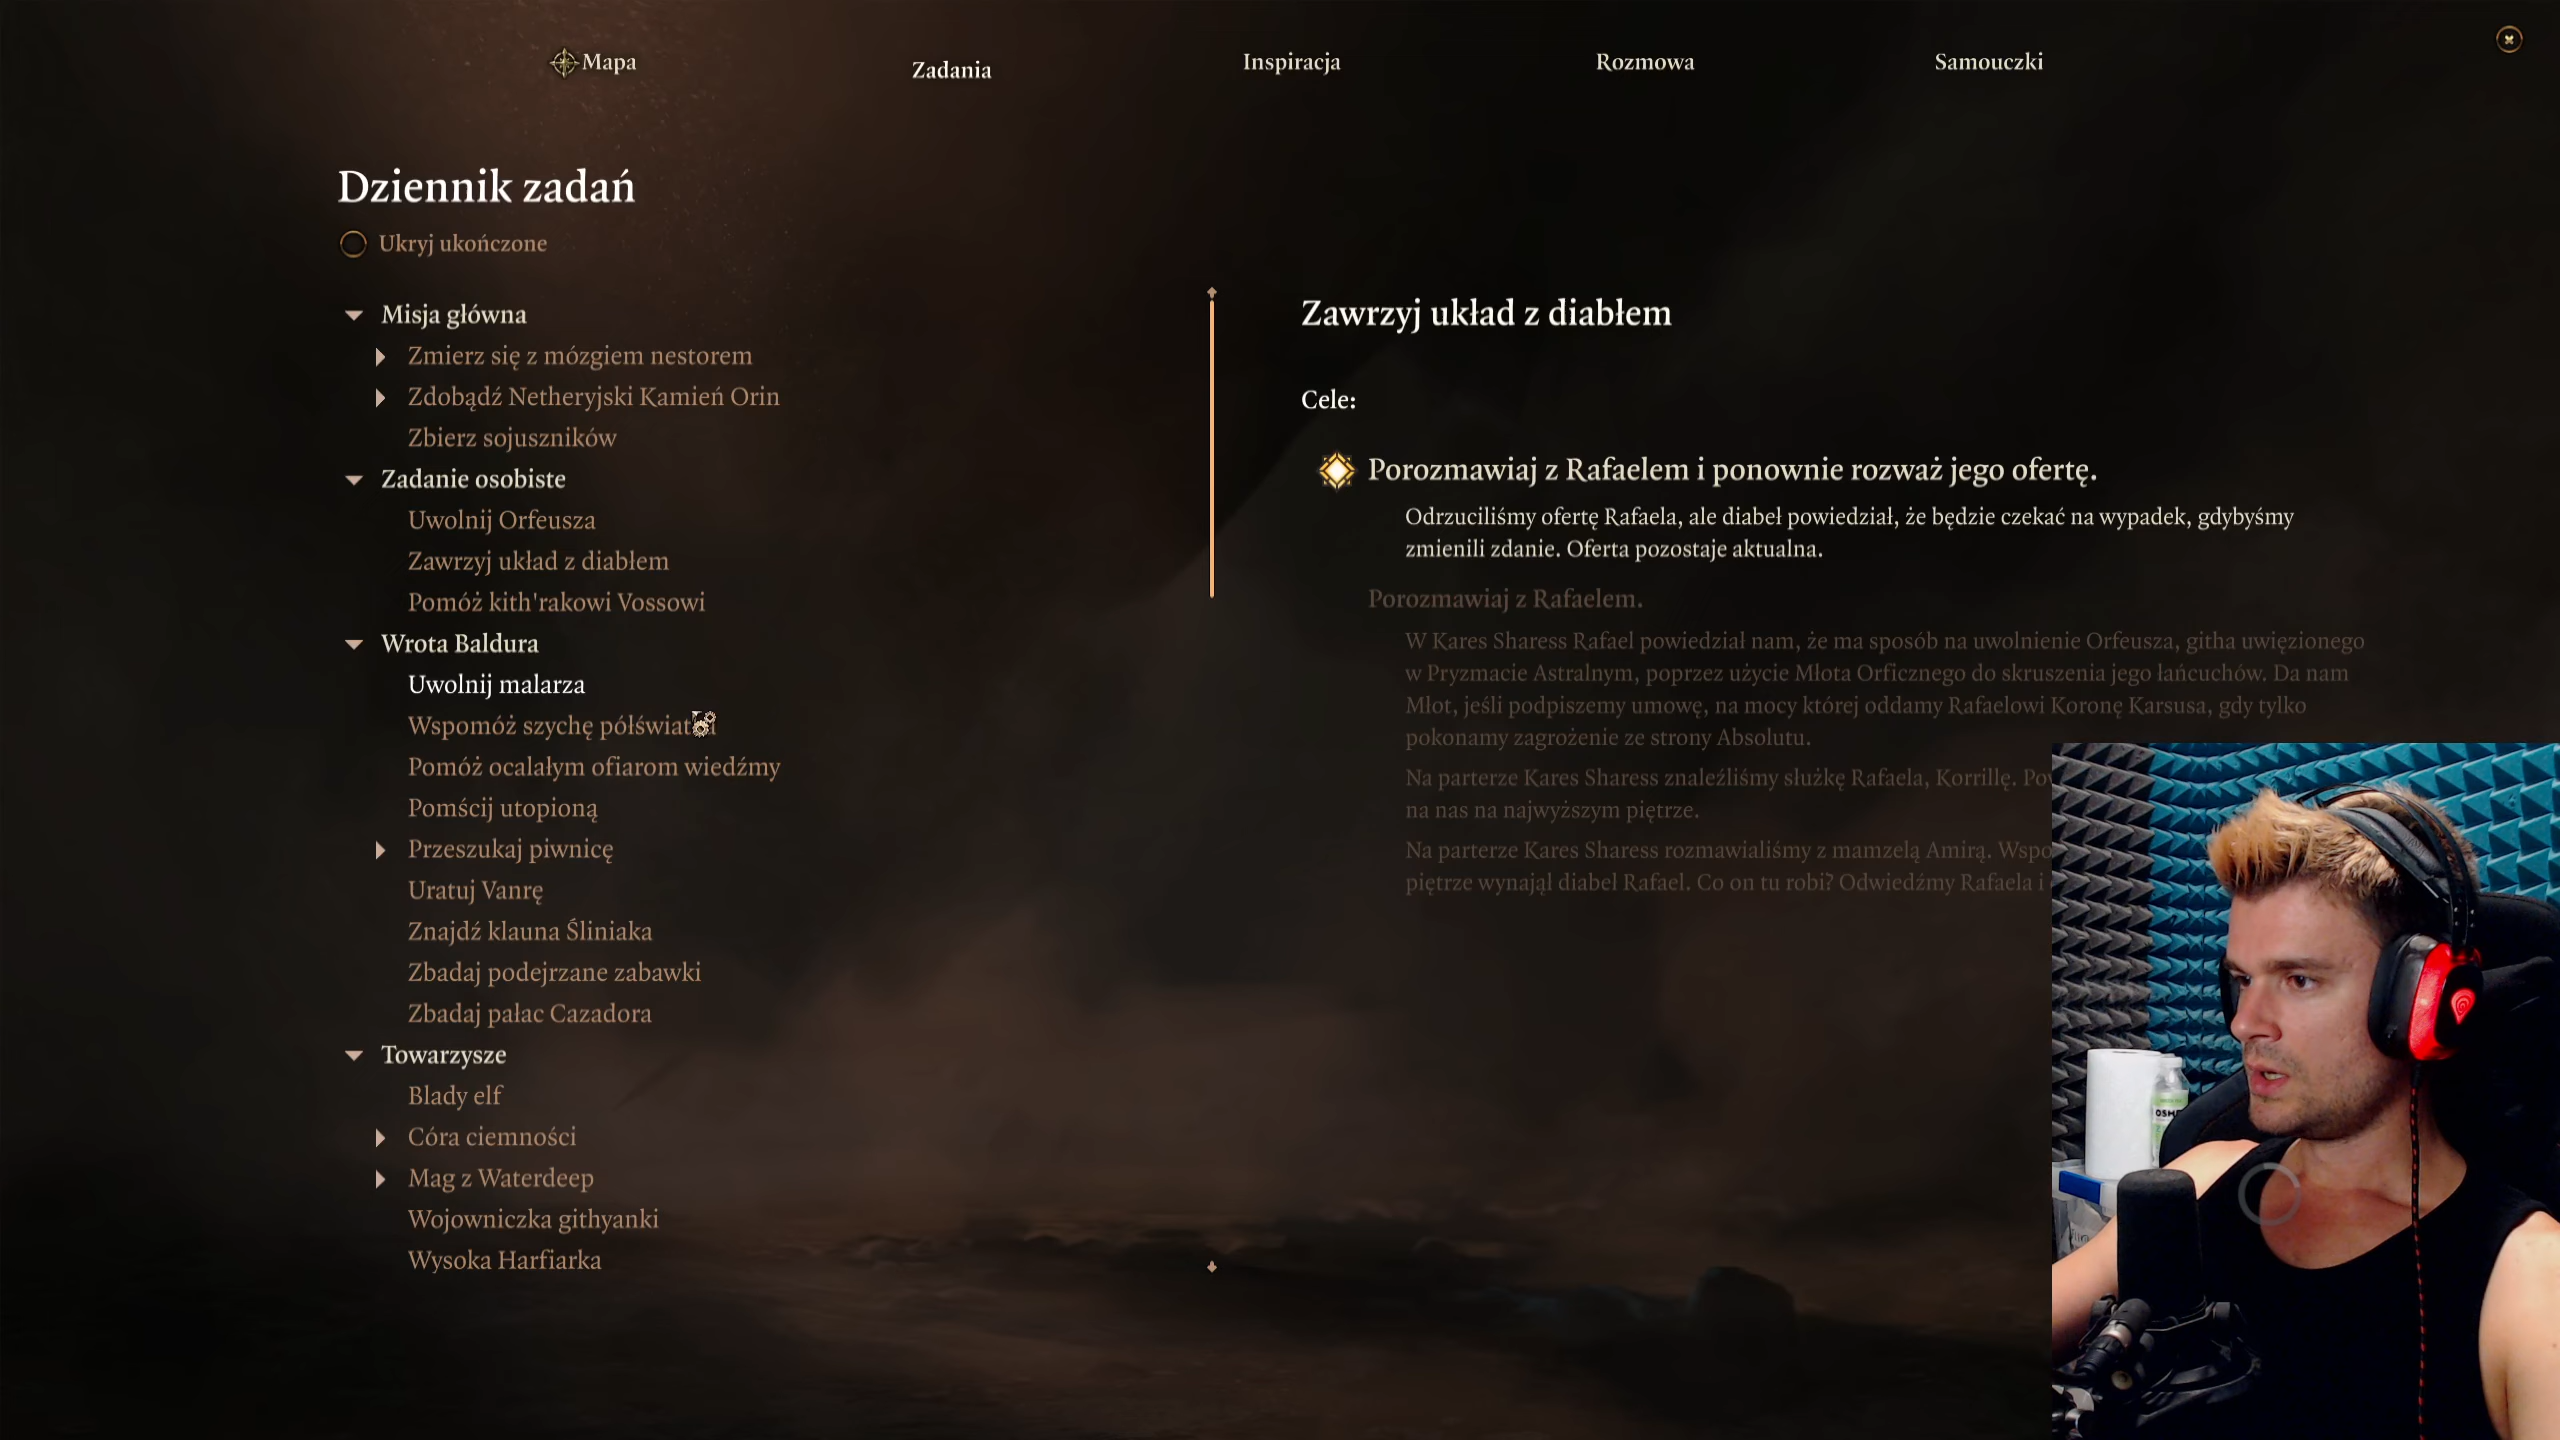 Mapa
Zadania
Inspiracja
Rozmowa
Samouczki
Dziennik zadań
Ukryj ukończone
Misja główna
Zmierz się z mózgiem nestorem
Zdobądź Netheryjski Kamień Orin
Zbierz sojuszników
Zadanie osobiste
Uwolnij Orfeusza
Zawrzyj układ z diabłem
Pomóż kith'rakowi Vossowi
Wrota Baldura
Uwolnij malarza
Wspomóż szychę
Pomóż ocalałym ofiarom wiedźmy
Pomścij utopioną
Przeszukaj piwnicę
Uratuj Vanrę
Znajdź klauna Śliniaka
Zbadaj podejrzane zabawki
Zbadaj pałac Cazadora
Towarzysze
Blady elf
Córa ciemności
Mag z Waterdeep
Wojowniczka githyanki
Wysoka Harfiarka
Zawrzyj układ z diabłem
Cele:
Porozmawiaj z Rafaelem i ponownie rozważ jego ofertę.
Odrzuciliśmy ofertę Rafaela, ale diabeł powiedział, że będzie czekać na wypadek, gdybyśmy
zmienili zdanie. Oferta pozostaje aktualna.
Porozmawiaj z Rafaelem.
W Kares Sharess Rafael powiedział nam, że ma sposób na uwolnienie Orfeusza, githa uwięzionego
w Pryzmacie Astralnym, poprzez użycie Młota Orficznego do skruszenia jego łańcuchów. Da nam
Młot, jeśli podpiszemy umowę, na mocy której oddamy Rafaelowi Koronę Karsusa, gdy tylko
pokonamy zagrożenie ze strony Absolutu.
Na parterze Kares Sharess znaleźliśmy służkę Rafaela, Korrillę.
na nas na najwyższym piętrze.
Na parterze Kares Sharess rozmawialiśmy z mamzelą Amirą.
piętrze wynajął diabeł Rafael. Co on tu robi? Odwiedźmy Rafaela i